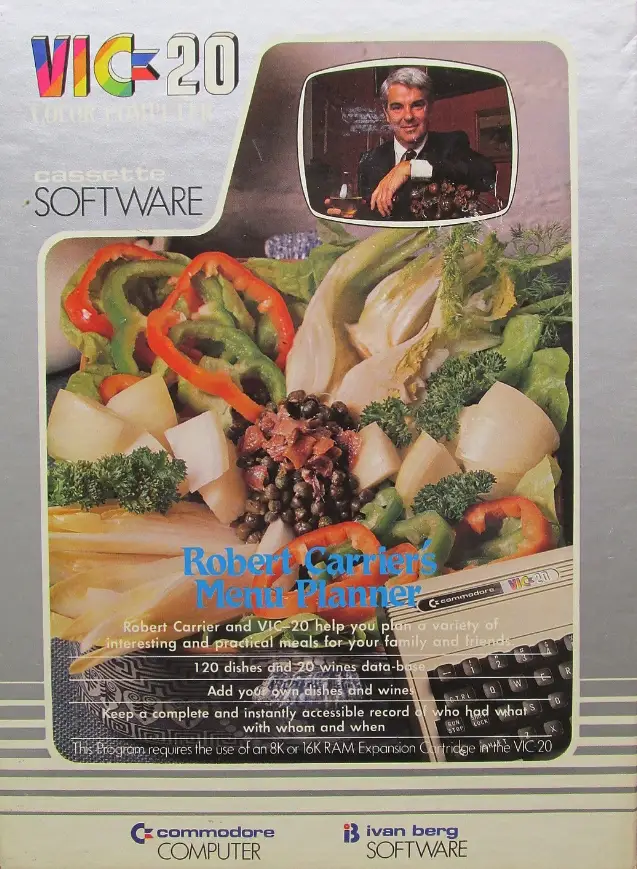 VIC-20
COLOR COMPUTER
cassette
SOFTWARE
Robert Carrier's
Menu Planner
commodore VIC-20
Robert Carrier and VIC-20 help you plan a variety of
interesting and practical meals for your family and friends
120 dishes and 20 wines data-base
Add your own dishes and wines
Keep a complete and instantly accessible record of who had what
with whom and when
This Program requires the use of an 8K or 16K RAM Expansion Cartridge in the VIC-20
commodore
COMPUTER
ivan berg
SOFTWARE